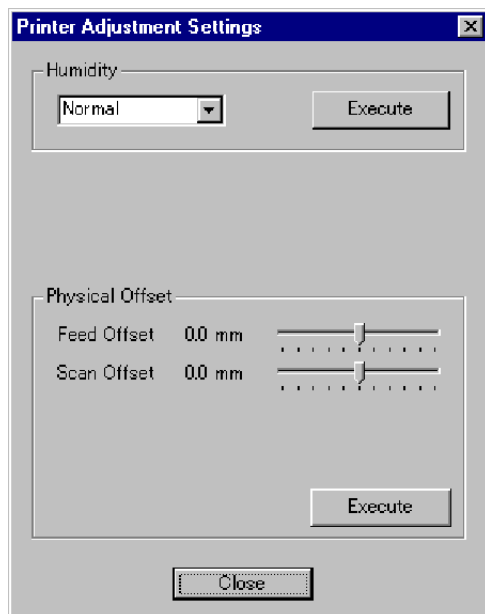 Printer Adjustment Settings
Humidity
Normal Execute
Physical Offset
Feed Offset 0.0 mm
Scan Offset 0.0 mm
Execute
Close